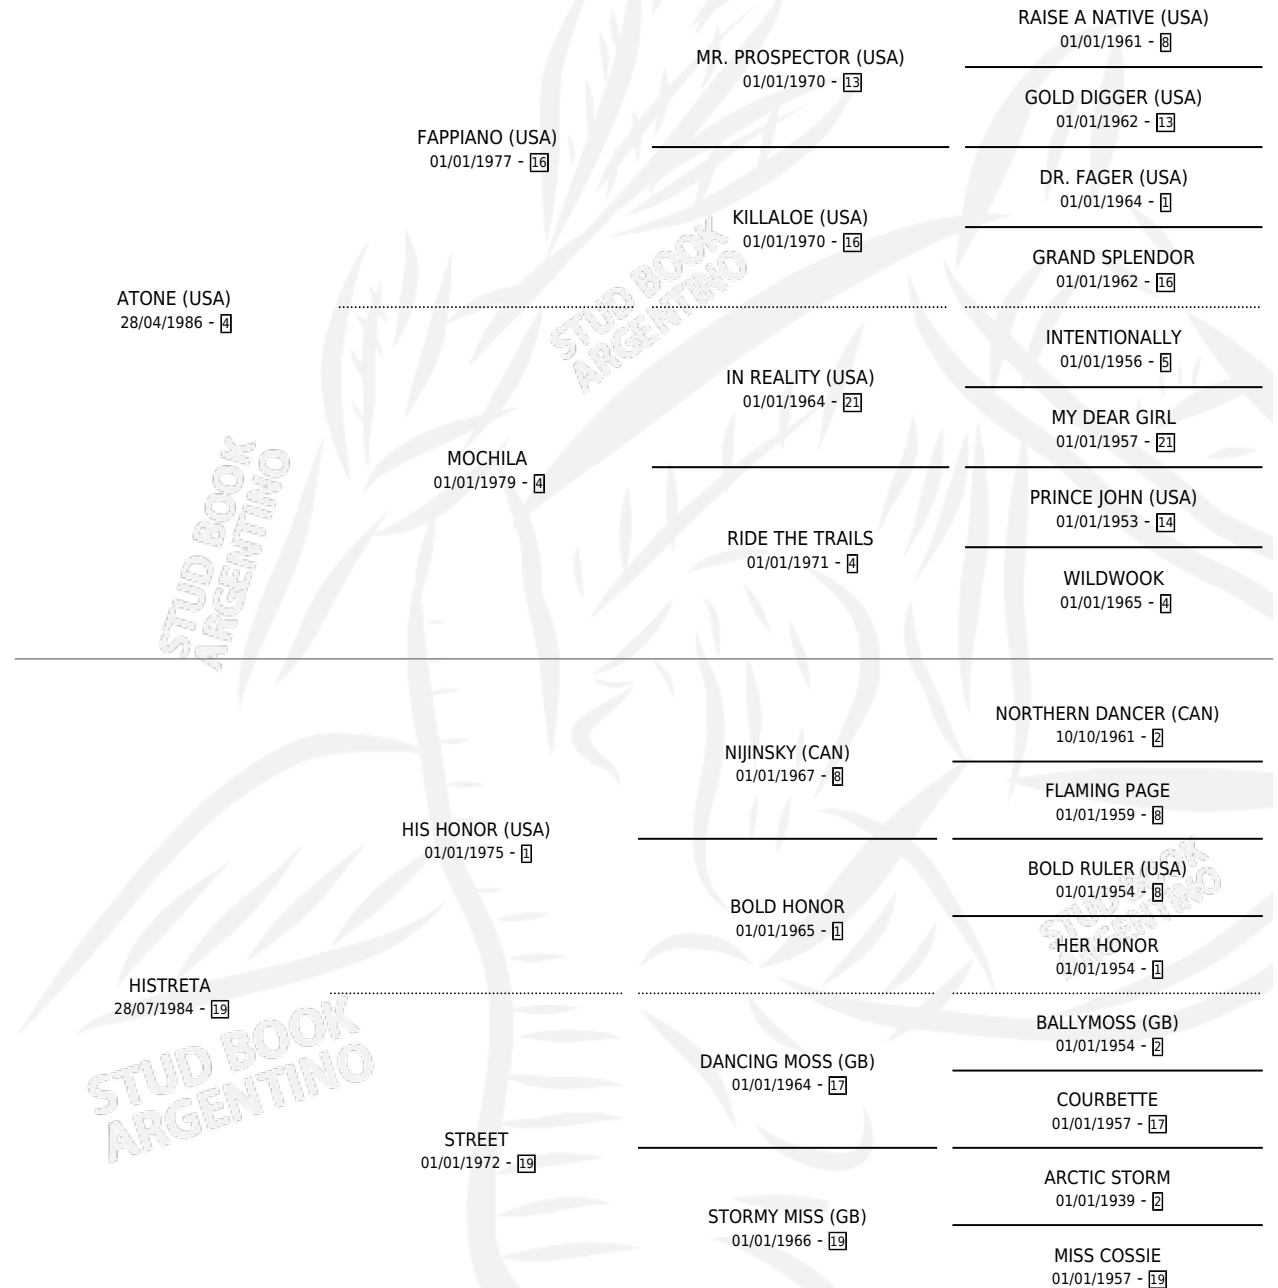 RAISE A NATIVE (USA)
01/01/1961 - 8
MR. PROSPECTOR (USA)
01/01/1970 - 13
GOLD DIGGER (USA)
01/01/1962 - 13
FAPPIANO (USA)
01/01/1977 - 16
DR. FAGER (USA)
01/01/1964 - 1
KILLALOE (USA)
01/01/1970 - 16
GRAND SPLENDOR
01/01/1962 - 16
ATONE (USA)
28/04/1986 - 4
INTENTIONALLY
01/01/1956 - 5
IN REALITY (USA)
01/01/1964 - 21
MY DEAR GIRL
01/01/1957 - 21
MOCHILA
01/01/1979 - 4
PRINCE JOHN (USA)
01/01/1953 - 14
RIDE THE TRAILS
01/01/1971 - 4
WILDWOOK
01/01/1965 - 4
NORTHERN DANCER (CAN)
10/10/1961 - 2
NIJINSKY (CAN)
01/01/1967 - 8
FLAMING PAGE
01/01/1959 - 8
HIS HONOR (USA)
01/01/1975 - 1
BOLD RULER (USA)
01/01/1954 - 8
BOLD HONOR
01/01/1965 - 1
HER HONOR
01/01/1954 - 1
HISTRETA
28/07/1984 - 19
BALLYMOSS (GB)
01/01/1954 - 2
DANCING MOSS (GB)
01/01/1964 - 17
COURBETTE
01/01/1957 - 17
STREET
01/01/1972 - 19
ARCTIC STORM
01/01/1939 - 2
STORMY MISS (GB)
01/01/1966 - 19
MISS COSSIE
01/01/1957 - 19
STUD BOOK
ARGENTINO
STUD BOOK
ARGENTINO
STUD BOOK
ARGENTINO
STUD BOOK
ARGENTINO